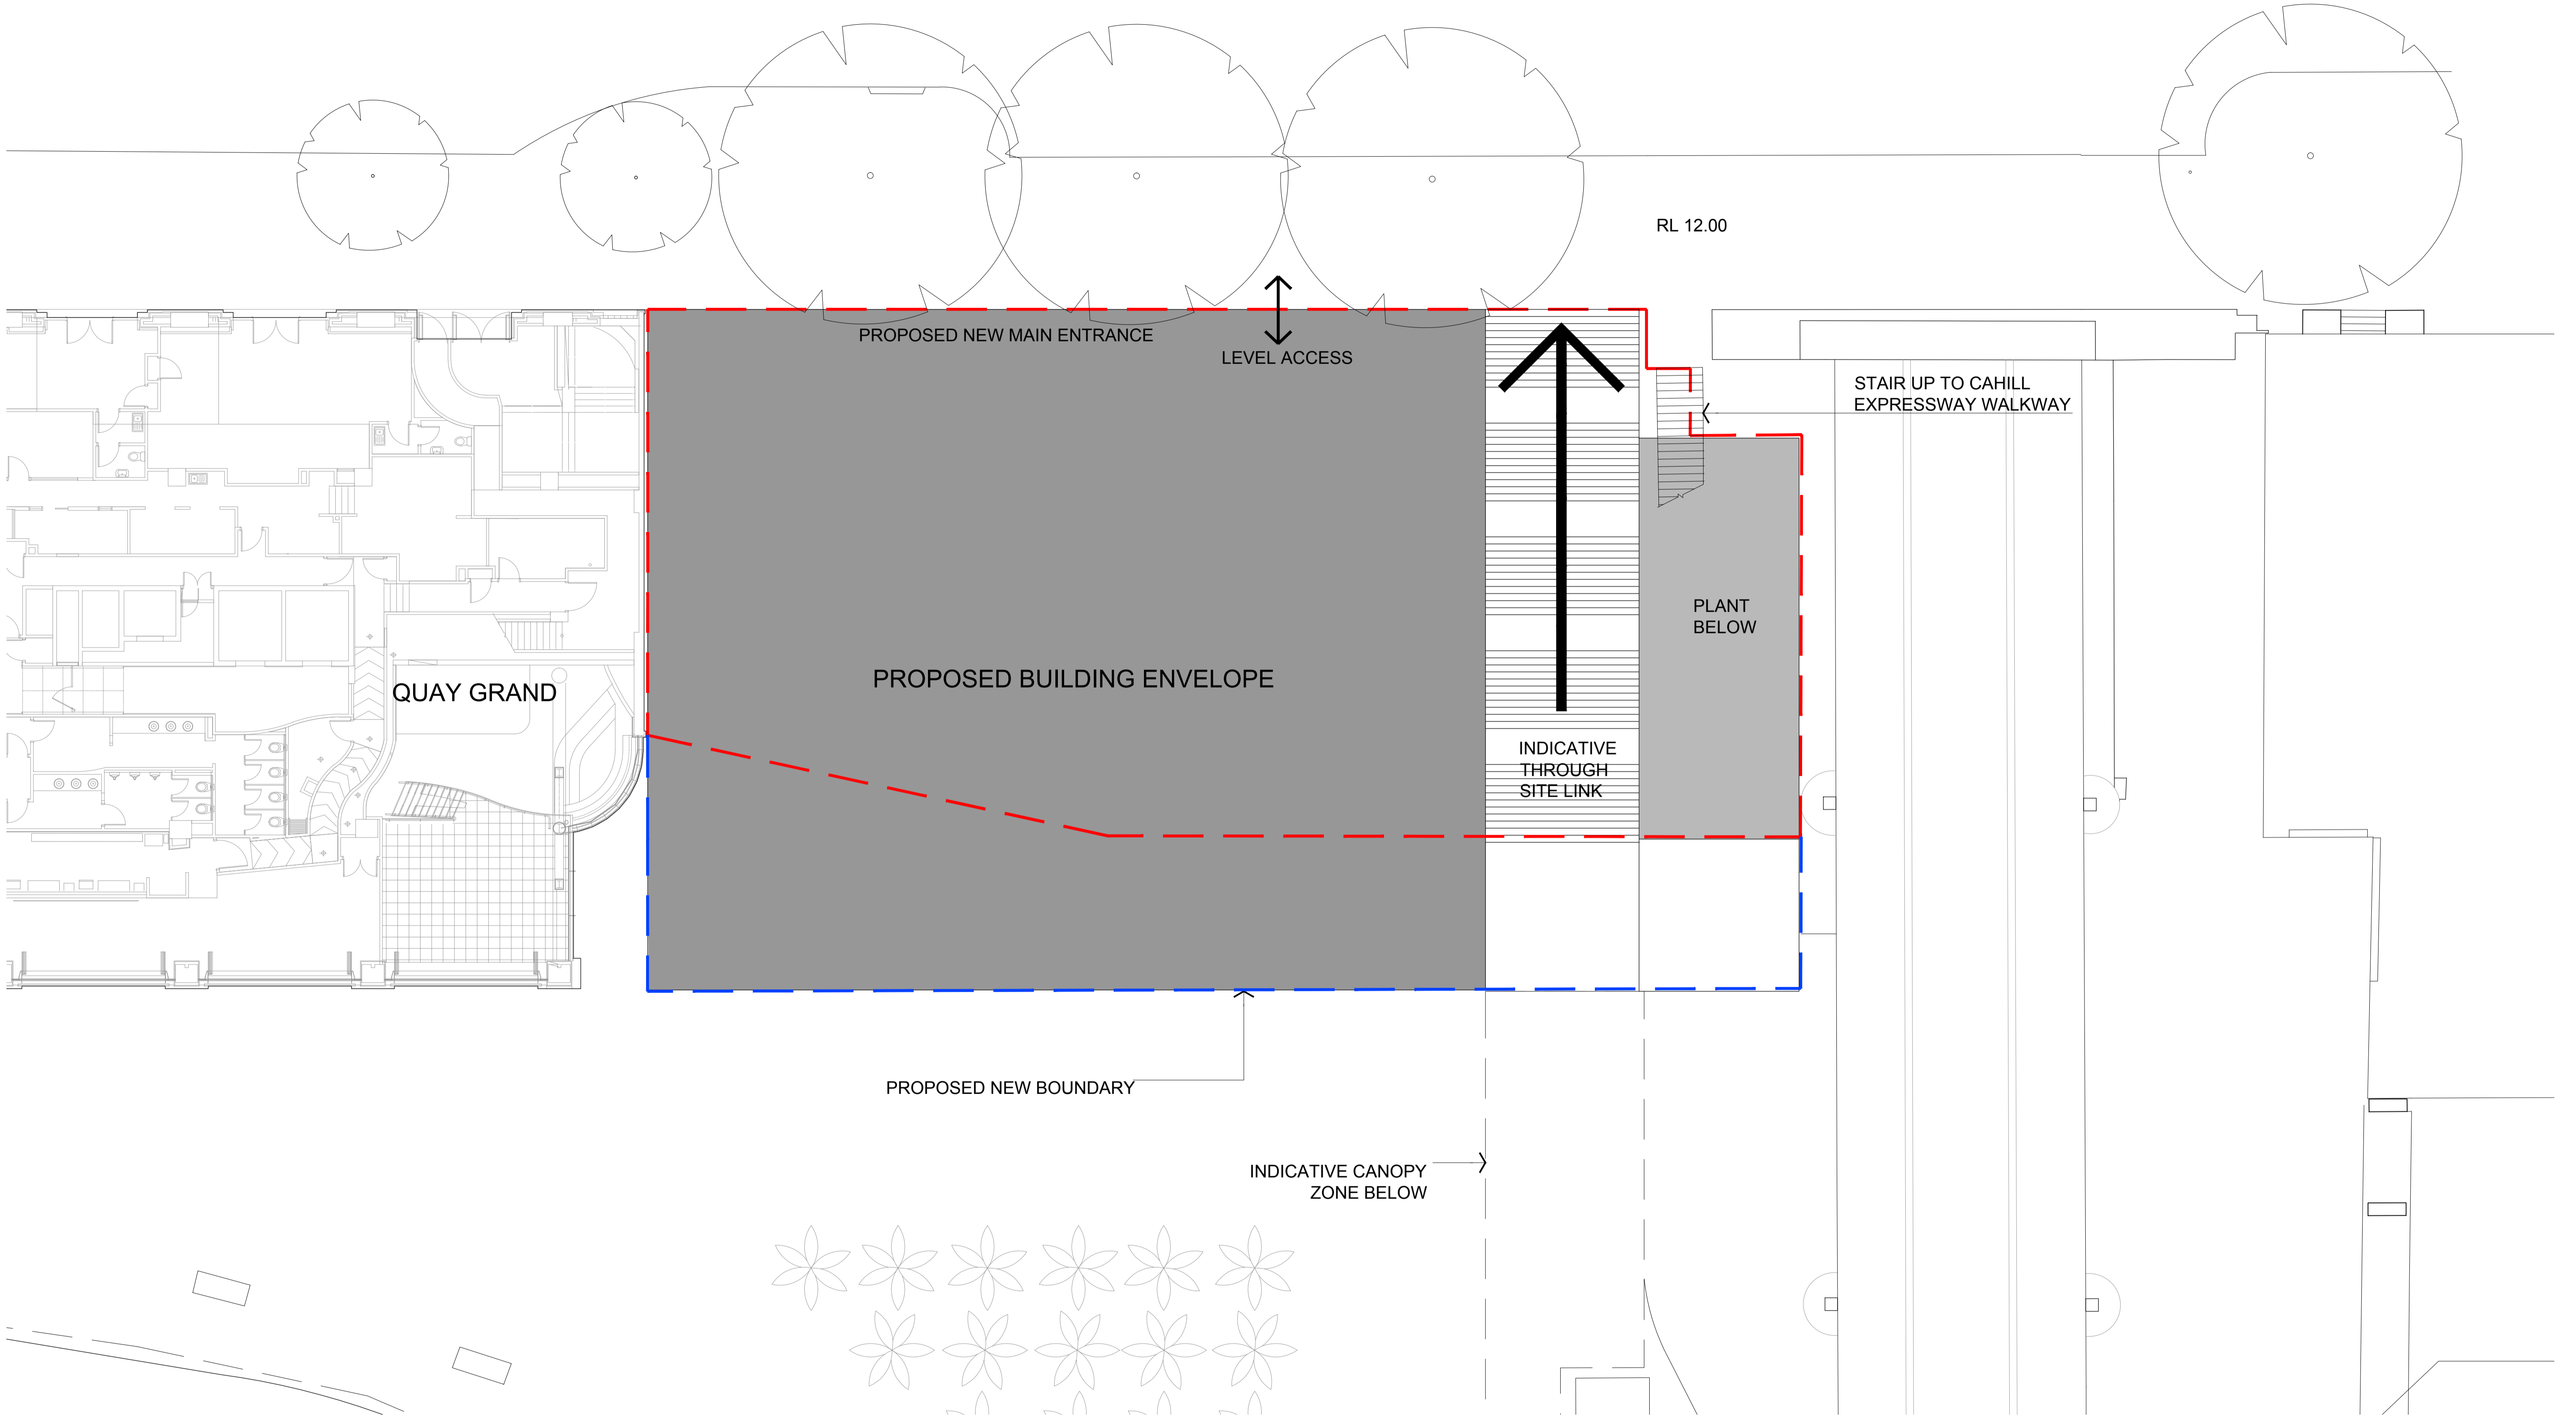 RL 12.00
PROPOSED NEW MAIN ENTRANCE
LEVEL ACCESS
STAIR UP TO CAHILL
EXPRESSWAY WALKWAY
PLANT
BELOW
QUAY GRAND
PROPOSED BUILDING ENVELOPE
INDICATIVE
THROUGH
SITE LINK
PROPOSED NEW BOUNDARY
INDICATIVE CANOPY
ZONE BELOW